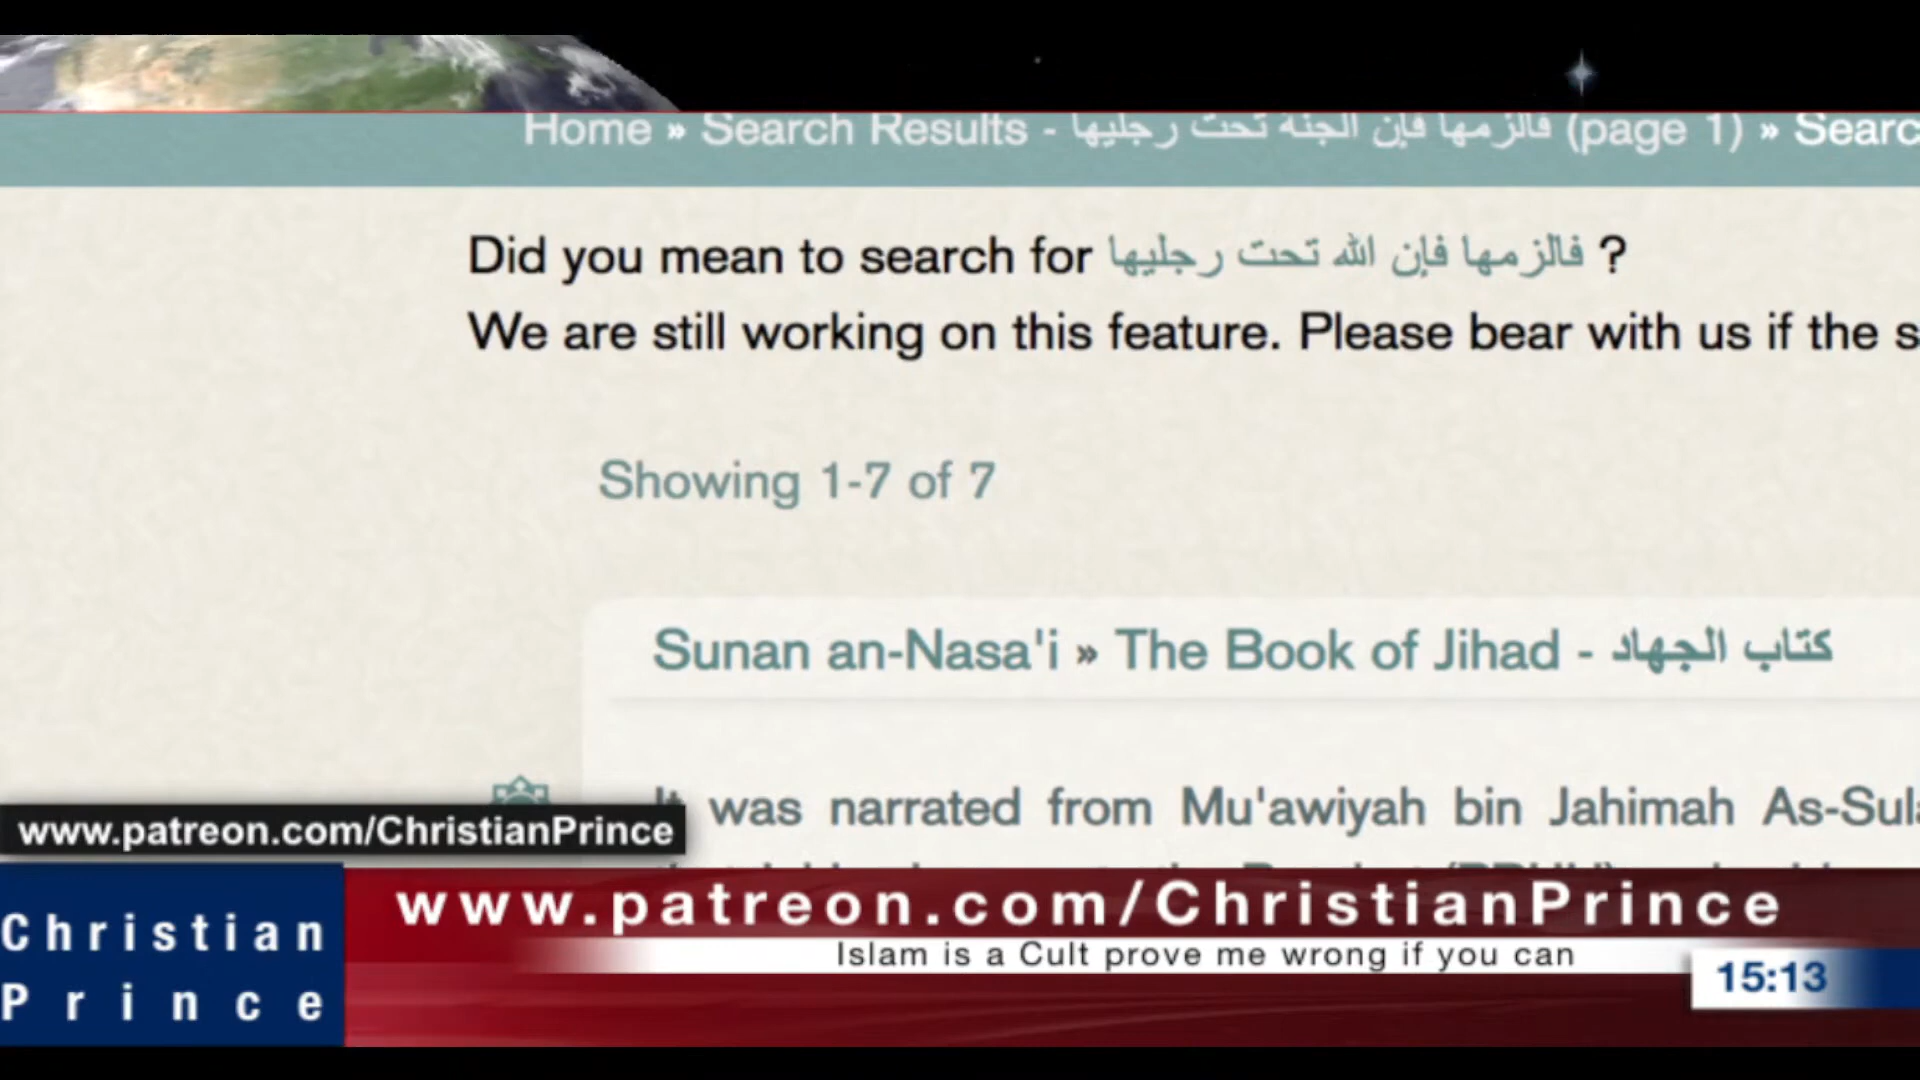 Home » Search Results - فالزمها فإن الجنة تحت رجليها (page 1) » Searc
Did you mean to search for فالزمها فإن الله تحت رجليها ?
We are still working on this feature. Please bear with us if the s
Showing 1-7 of 7
Sunan an-Nasa'i » The Book of Jihad - كتاب الجهاد
It was narrated from Mu'awiyah bin Jahimah As-Sula
www.patreon.com/ChristianPrince
Christian
Prince
www.patreon.com/ChristianPrince
Islam is a Cult prove me wrong if you can
15:13